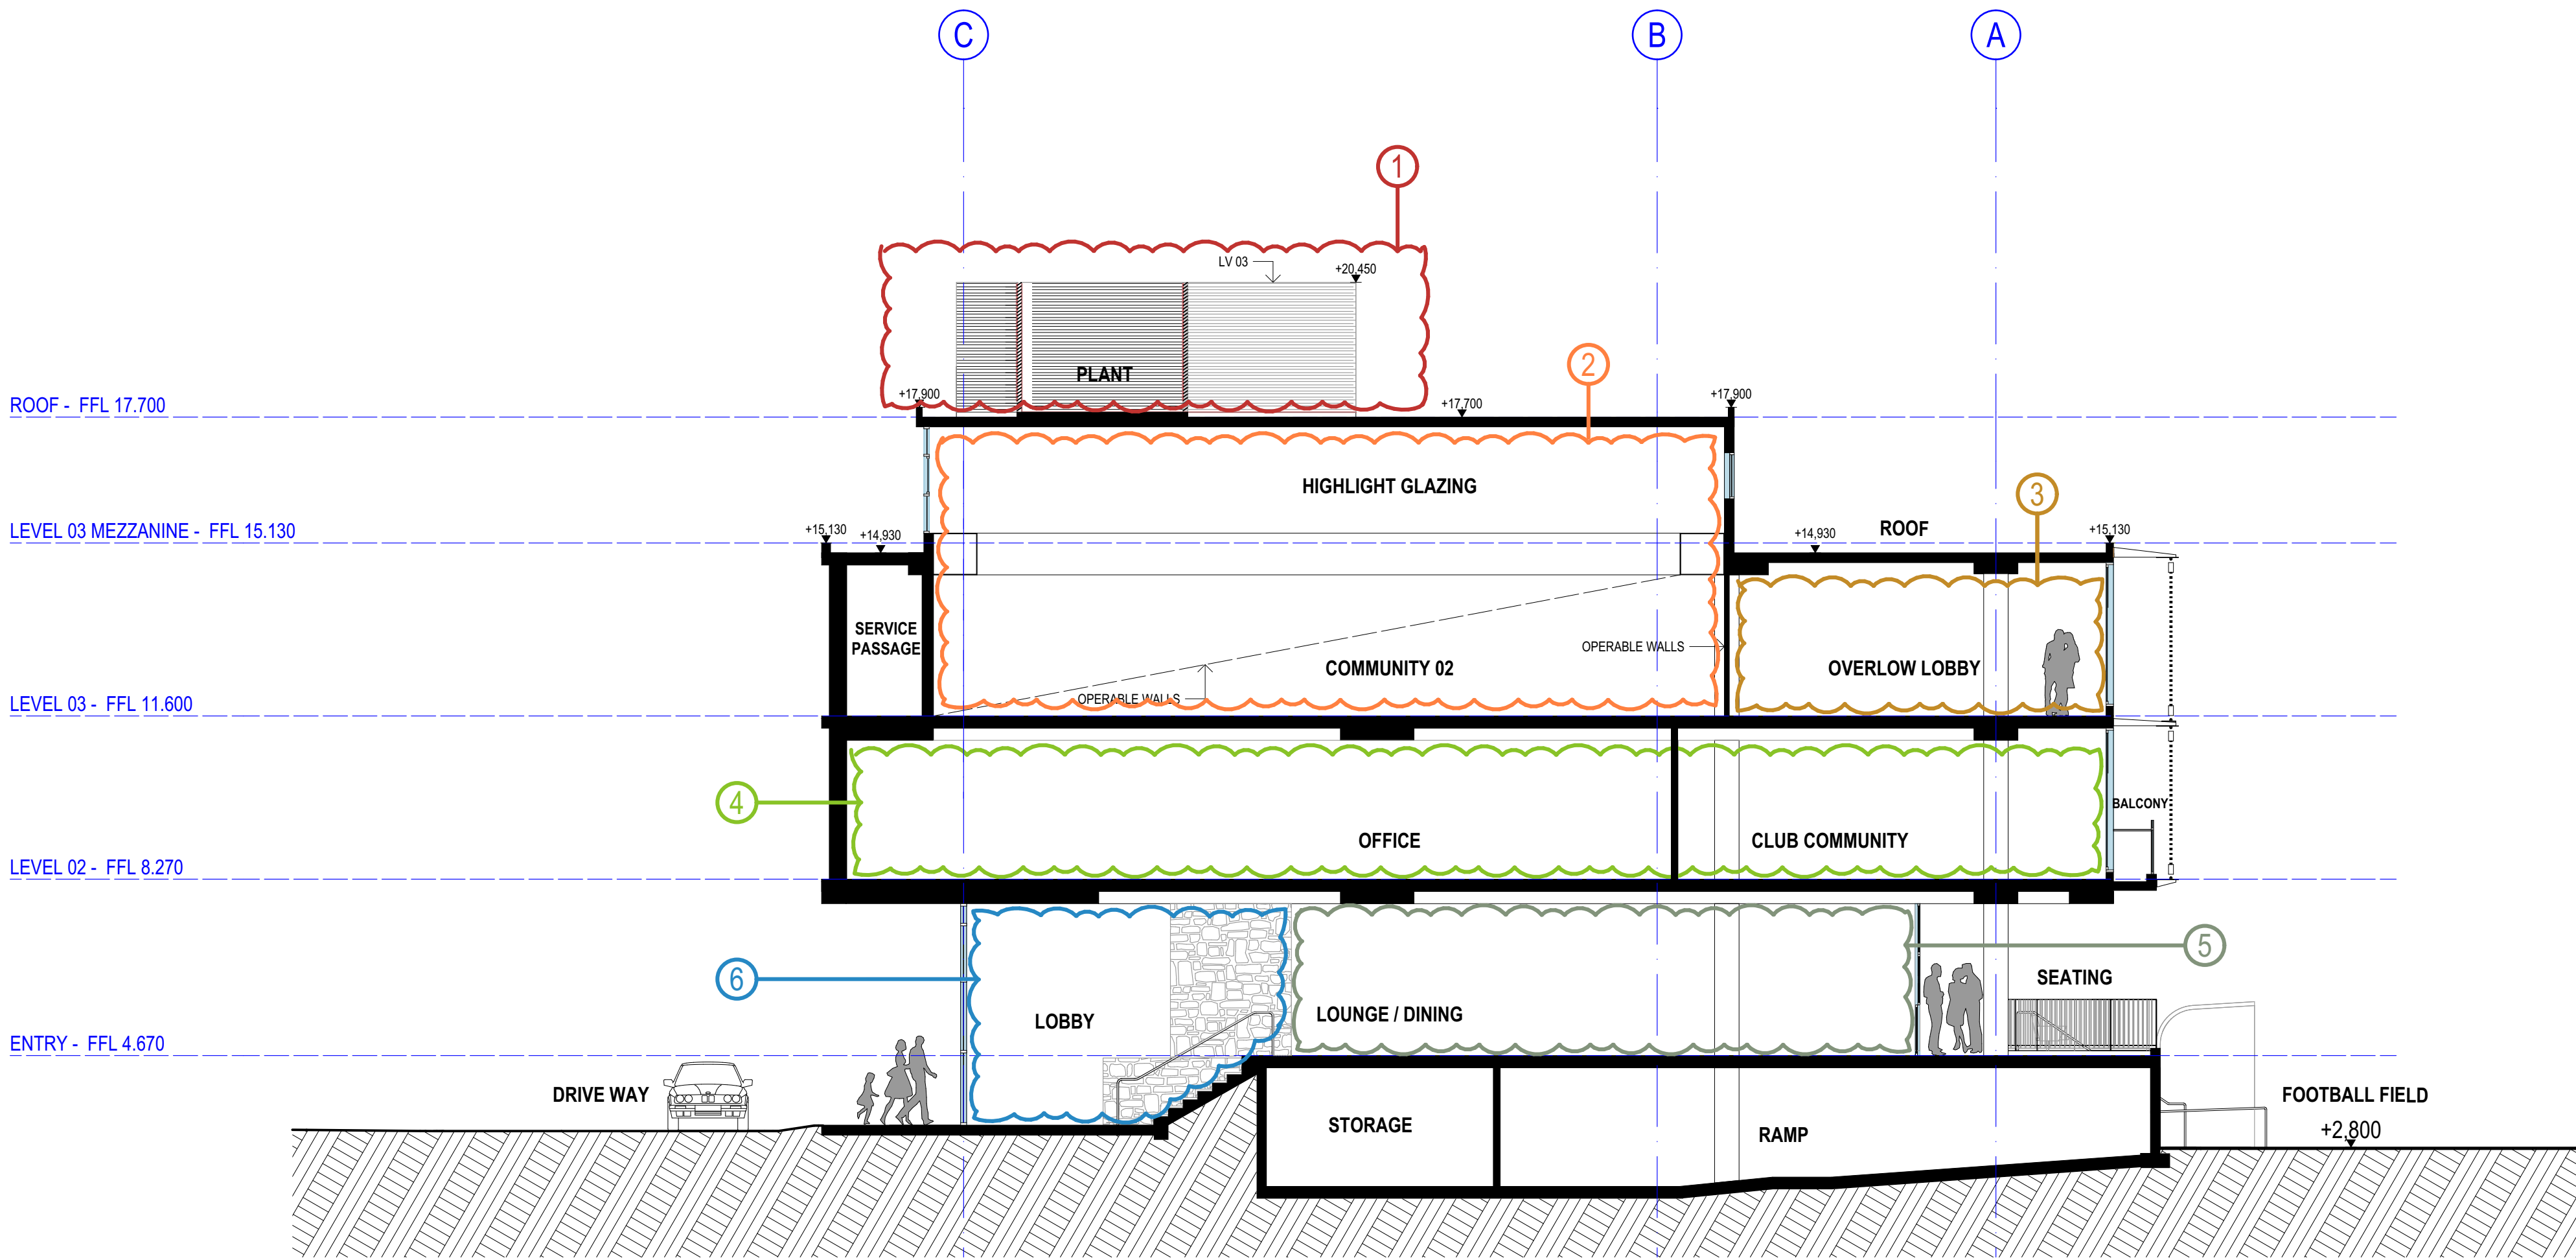 C
B
A
1
LV 03
+20,450
2
PLANT
+17,900
+17,700
+17,900
ROOF - FFL 17.700
HIGHLIGHT GLAZING
3
LEVEL 03 MEZZANINE - FFL 15.130
+15,130
+14,930
+14,930
ROOF
+15,130
SERVICE
PASSAGE
OPERABLE WALLS
COMMUNITY 02
OVERLOW LOBBY
OPERABLE WALLS
LEVEL 03 - FFL 11.600
4
BALCONY
OFFICE
CLUB COMMUNITY
LEVEL 02 - FFL 8.270
5
6
SEATING
LOBBY
LOUNGE / DINING
ENTRY - FFL 4.670
DRIVE WAY
FOOTBALL FIELD
STORAGE
RAMP
+2,800